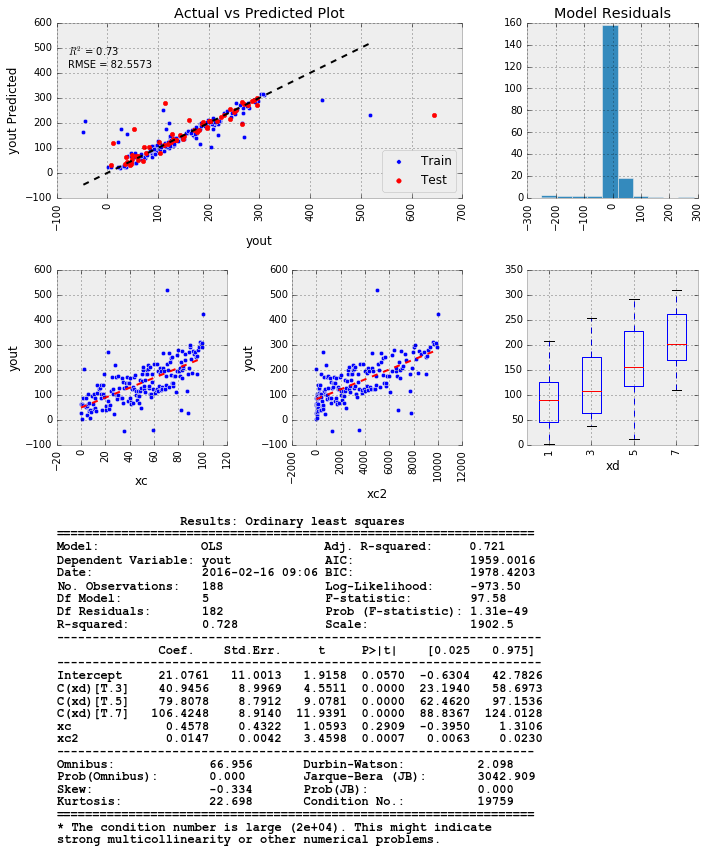 Actual vs Predicted Plot
600
500
400
300
200
100
0
−100
yout Predicted
R² = 0.73
RMSE = 82.5573
Train
Test
−100
0
100
200
300
400
500
600
700
yout
Model Residuals
160
140
120
100
80
60
40
20
0
−300
−200
−100
0
100
200
300
600
500
400
300
200
100
0
−100
yout
−20
0
20
40
60
80
100
120
xc
600
500
400
300
200
100
0
−100
yout
−2000
0
2000
4000
6000
8000
10000
12000
xc2
350
300
250
200
150
100
50
0
1
3
5
7
xd
Results: Ordinary least squares
==================================================================
Model: OLS Adj. R-squared: 0.721
Dependent Variable: yout AIC: 1959.0016
Date: 2016-02-16 09:06 BIC: 1978.4203
No. Observations: 188 Log-Likelihood: -973.50
Df Model: 5 F-statistic: 97.58
Df Residuals: 182 Prob (F-statistic): 1.31e-49
R-squared: 0.728 Scale: 1902.5
-------------------------------------------------------------------
Coef. Std.Err. t P>|t| [0.025 0.975]
-------------------------------------------------------------------
Intercept 21.0761 11.0013 1.9158 0.0570 -0.6304 42.7826
C(xd)[T.3] 40.9456 8.9969 4.5511 0.0000 23.1940 58.6973
C(xd)[T.5] 79.8078 8.7912 9.0781 0.0000 62.4620 97.1536
C(xd)[T.7] 106.4248 8.9140 11.9391 0.0000 88.8367 124.0128
xc 0.4578 0.4322 1.0593 0.2909 -0.3950 1.3106
xc2 0.0147 0.0042 3.4598 0.0007 0.0063 0.0230
-------------------------------------------------------------------
Omnibus: 66.956 Durbin-Watson: 2.098
Prob(Omnibus): 0.000 Jarque-Bera (JB): 3042.909
Skew: -0.334 Prob(JB): 0.000
Kurtosis: 22.698 Condition No.: 19759
==================================================================
* The condition number is large (2e+04). This might indicate
strong multicollinearity or other numerical problems.